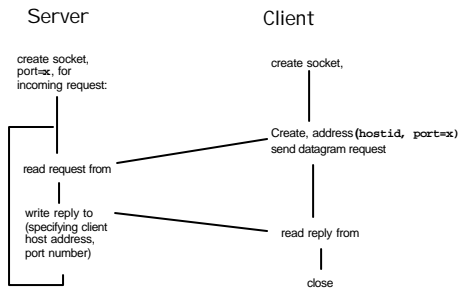 Server
Client
create socket,
port=x, for
incoming request:
create socket,
Create, address(hostid, port=x)
send datagram request
read request from
write reply to
(specifying client
host address,
port number)
read reply from
close